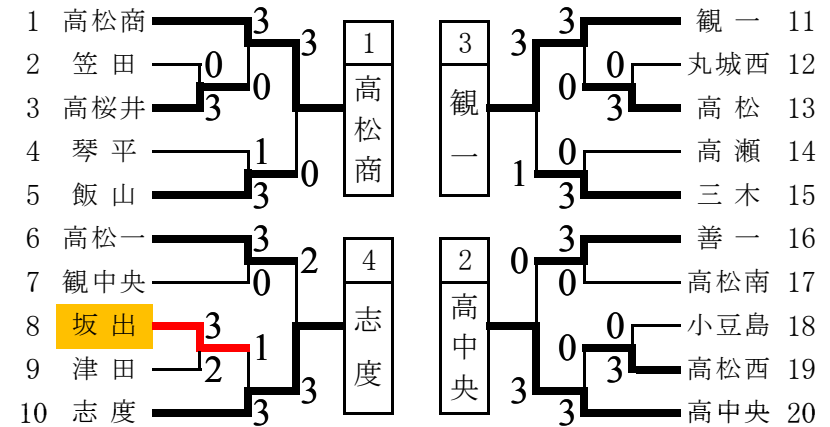 1 高松商 3 3 1 3 3 3 観一 11
2 笠田 0 0 丸城西 12
高松商 観一
3 高桜井 3 0 0 3 高松 13
4 琴平 1 0 0 高瀬 14
5 飯山 3 1 3 三木 15
6 高松一 3 2 4 2 0 3 善一 16
7 観中央 0 0 高松南 17
志度 高中央
8 坂出 3 1 0 0 小豆島 18
9 津田 2 3 3 3 高松西 19
10 志度 3 3 高中央 20